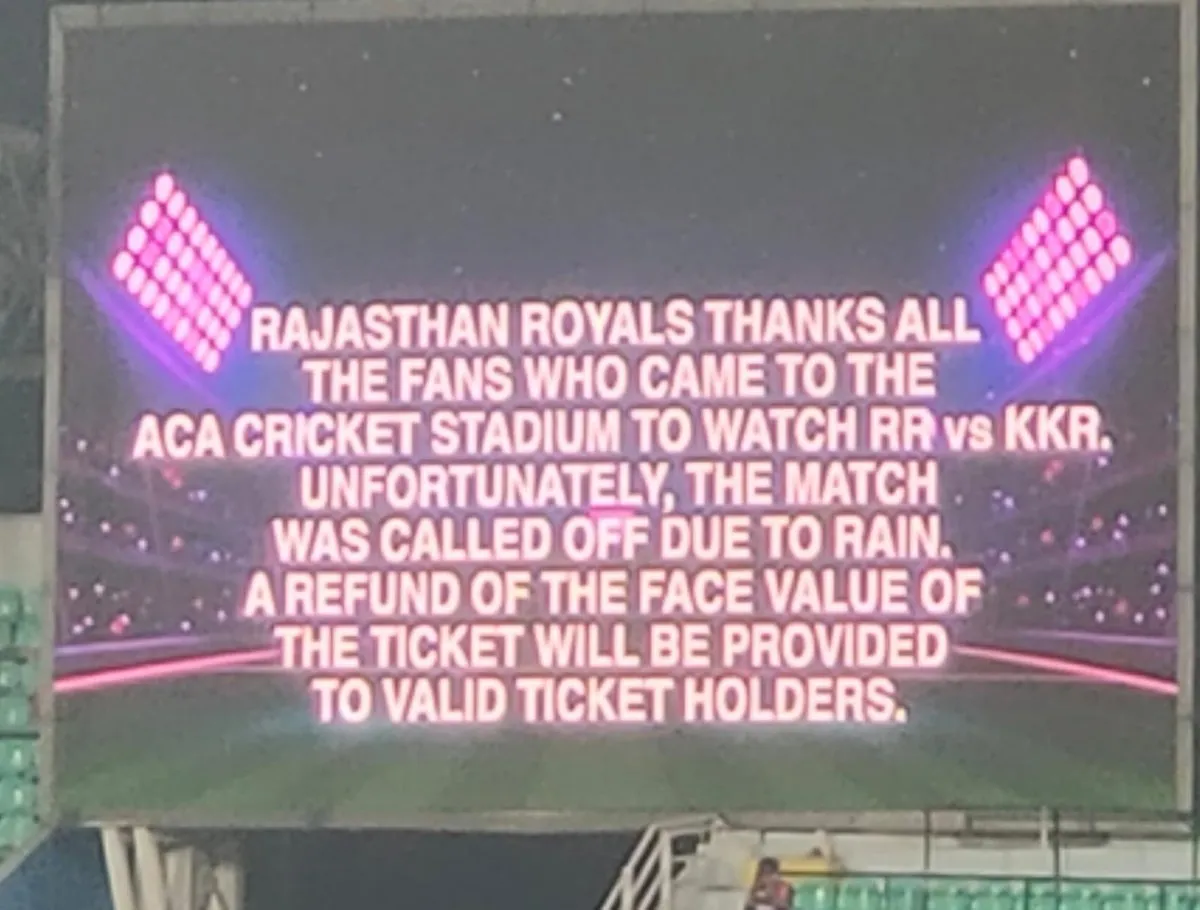 RAJASTHAN ROYALS THANKS ALL
THE FANS WHO CAME TO THE
ACA CRICKET STADIUM TO WATCH RR vs KKR.
UNFORTUNATELY, THE MATCH
WAS CALLED OFF DUE TO RAIN.
A REFUND OF THE FACE VALUE OF
THE TICKET WILL BE PROVIDED
TO VALID TICKET HOLDERS.